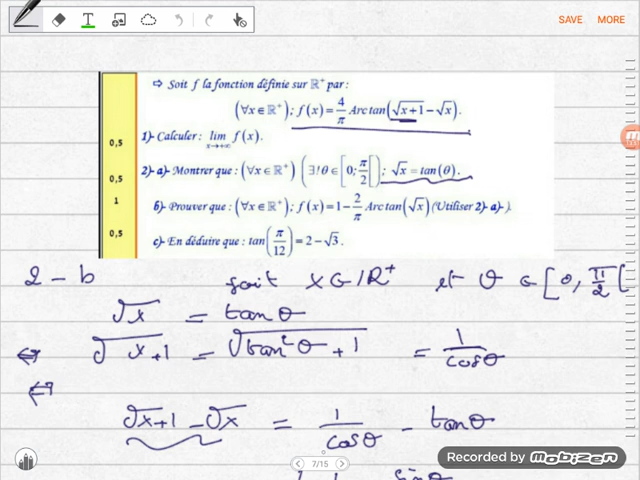 SAVE MORE
⇨ Soit f la fonction définie sur ℝ⁺ par:
(∀x∈ℝ⁺); f(x) = 4/π Arc tan(√(x+1) − √x).
0,5 1)- Calculer : lim x→+∞ f(x).
0,5 2)- a)- Montrer que : (∀x∈ℝ⁺) (∃!θ∈[0;π/2[); √x = tan(θ).
1 b)- Prouver que : (∀x∈ℝ⁺); f(x) = 1 − 2/π Arc tan(√x) (Utiliser 2)- a)-).
0,5 c)- En déduire que : tan(π/12) = 2 − √3.
2 - b soit x ∈ ℝ⁺ et θ ∈ [0, π/2[
√x = tan θ
⇔ √(x+1) = √(tan²θ + 1) = 1/cosθ
⇔
√(x+1) − √x = 1/cosθ − tanθ
7/15
sinθ
Recorded by MOBIZEN